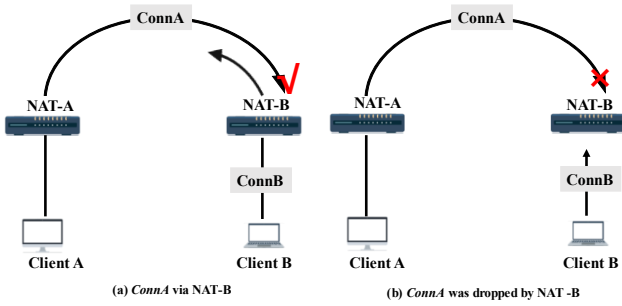 ConnA
NAT-A
NAT-B
ConnB
Client A
Client B
(a) ConnA via NAT-B
ConnA
NAT-A
NAT-B
ConnB
Client A
Client B
(b) ConnA was dropped by NAT -B